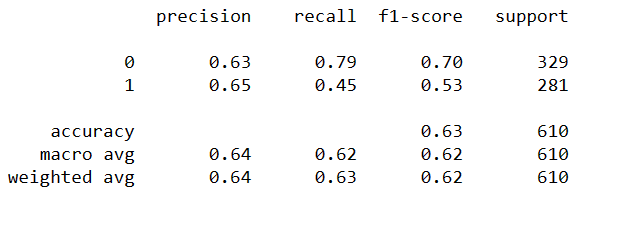 precision recall f1-score support
0 0.63 0.79 0.70 329
1 0.65 0.45 0.53 281
accuracy 0.63 610
macro avg 0.64 0.62 0.62 610
weighted avg 0.64 0.63 0.62 610